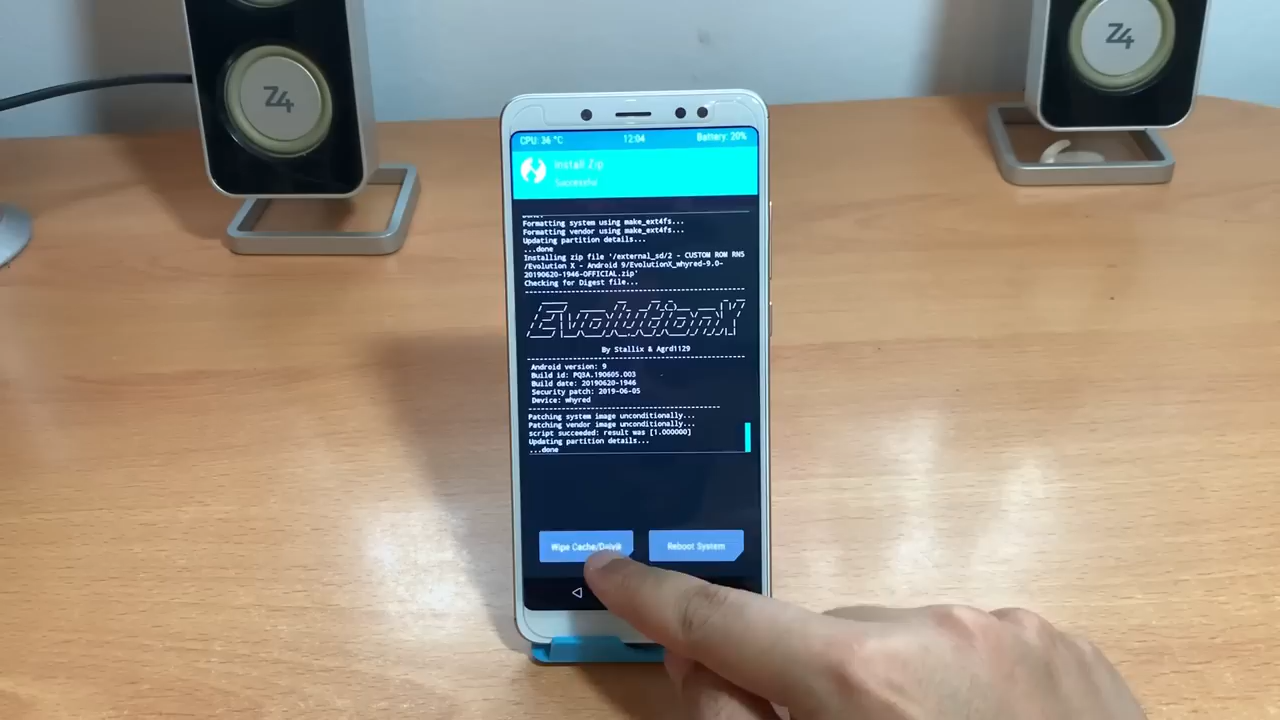 Z4
Z4
CPU: 36 °C 12:04 Battery: 20%
Install Zip
Successful
Formatting system using make_ext4fs...
Formatting vendor using make_ext4fs...
Updating partition details...
...done
Installing zip file '/external_sd/2 - CUSTOM ROM RN5
/Evolution X - Android 9/EvolutionX_whyred-9.0-
20190620-1946-OFFICIAL.zip'
Checking for Digest file...
EvolutionX
By Stallix & Agrd1129
Android version: 9
Build id: PQ3A.190605.003
Build date: 20190620-1946
Security patch: 2019-06-05
Device: whyred
Patching system image unconditionally...
Patching vendor image unconditionally...
script succeeded: result was [1.000000]
Updating partition details...
...done
Wipe Cache/Dalvik Reboot System